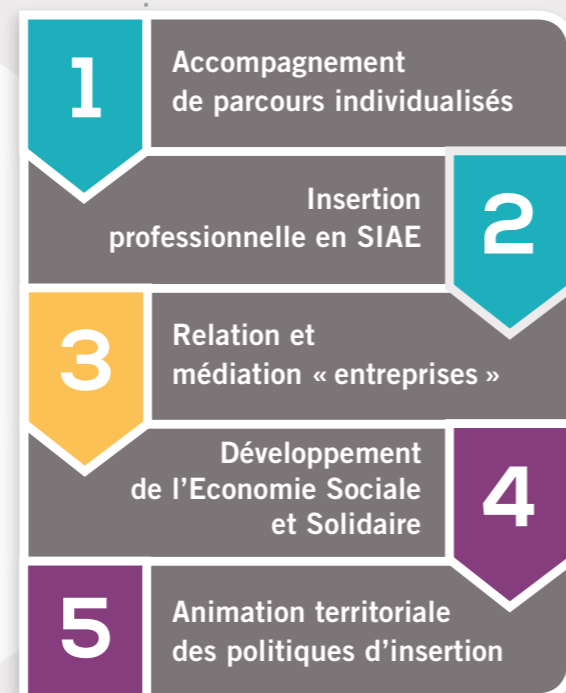 1
Accompagnement
de parcours individualisés
Insertion
professionnelle en SIAE
2
3
Relation et
médiation « entreprises »
Développement
de l'Economie Sociale
et Solidaire
4
5
Animation territoriale
des politiques d'insertion